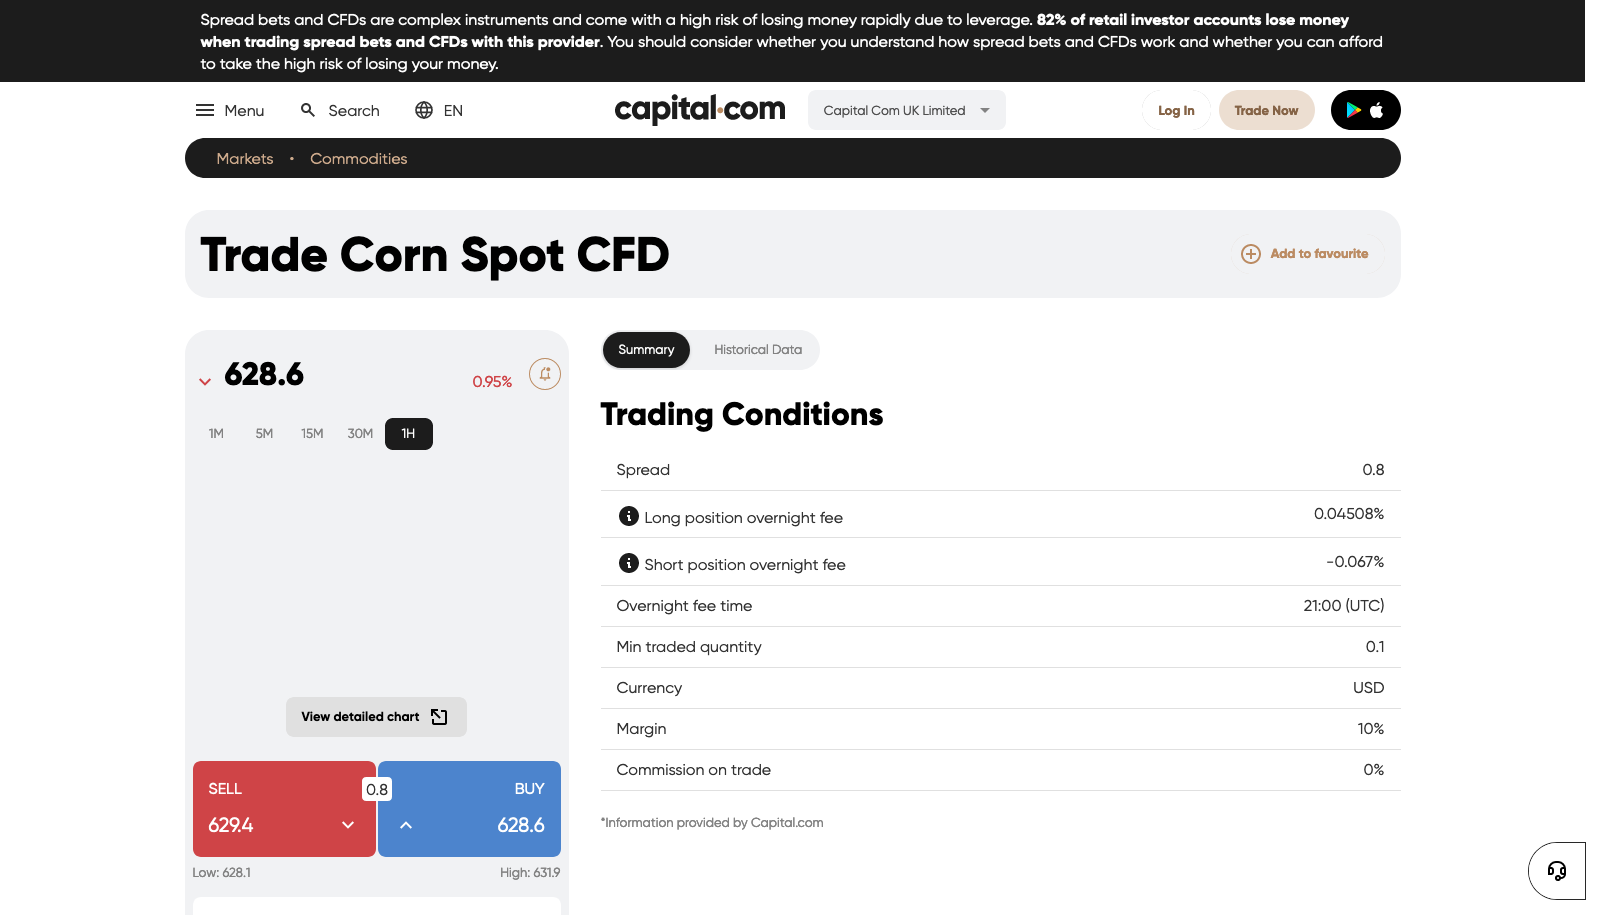 Spread bets and CFDs are complex instruments and come with a high risk of losing money rapidly due to leverage. 82% of retail investor accounts lose money
when trading spread bets and CFDs with this provider. You should consider whether you understand how spread bets and CFDs work and whether you can afford
to take the high risk of losing your money.
Menu Search EN capital.com Capital Com UK Limited Log In Trade Now
Markets • Commodities
Trade Corn Spot CFD Add to favourite
628.6 0.95%
1M 5M 15M 30M 1H
View detailed chart
SELL 0.8 BUY
629.4 628.6
Low: 628.1 High: 631.9
Summary Historical Data
Trading Conditions
Spread 0.8
Long position overnight fee 0.04508%
Short position overnight fee -0.067%
Overnight fee time 21:00 (UTC)
Min traded quantity 0.1
Currency USD
Margin 10%
Commission on trade 0%
*Information provided by Capital.com